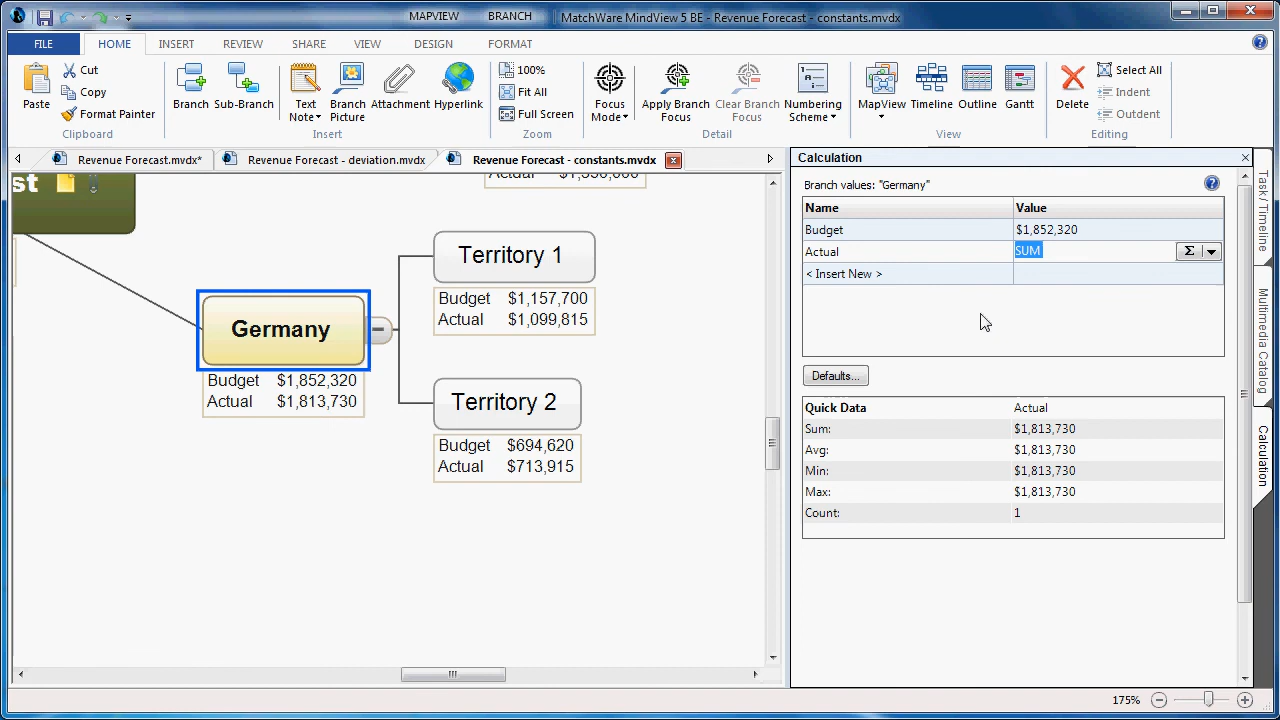 MAPVIEW BRANCH MatchWare MindView 5 BE - Revenue Forecast - constants.mvdx
FILE HOME INSERT REVIEW SHARE VIEW DESIGN FORMAT
Paste
Cut
Copy
Format Painter
Clipboard
Branch Sub-Branch
Text Note
Branch Picture
Attachment
Hyperlink
Insert
100%
Fit All
Full Screen
Zoom
Focus Mode
Apply Branch Focus
Clear Branch Focus
Numbering Scheme
Detail
MapView
Timeline
Outline
Gantt
View
Delete
Select All
Indent
Outdent
Editing
Revenue Forecast.mvdx*
Revenue Forecast - deviation.mvdx
Revenue Forecast - constants.mvdx
st
Actual $1,550,000
Territory 1
Budget $1,157,700
Actual $1,099,815
Germany
Budget $1,852,320
Actual $1,813,730
Territory 2
Budget $694,620
Actual $713,915
Calculation
Branch values: "Germany"
Name Value
Budget $1,852,320
Actual SUM Σ
< Insert New >
Defaults...
Quick Data Actual
Sum: $1,813,730
Avg: $1,813,730
Min: $1,813,730
Max: $1,813,730
Count: 1
Task / Timeline
Multimedia Catalog
Calculation
175%